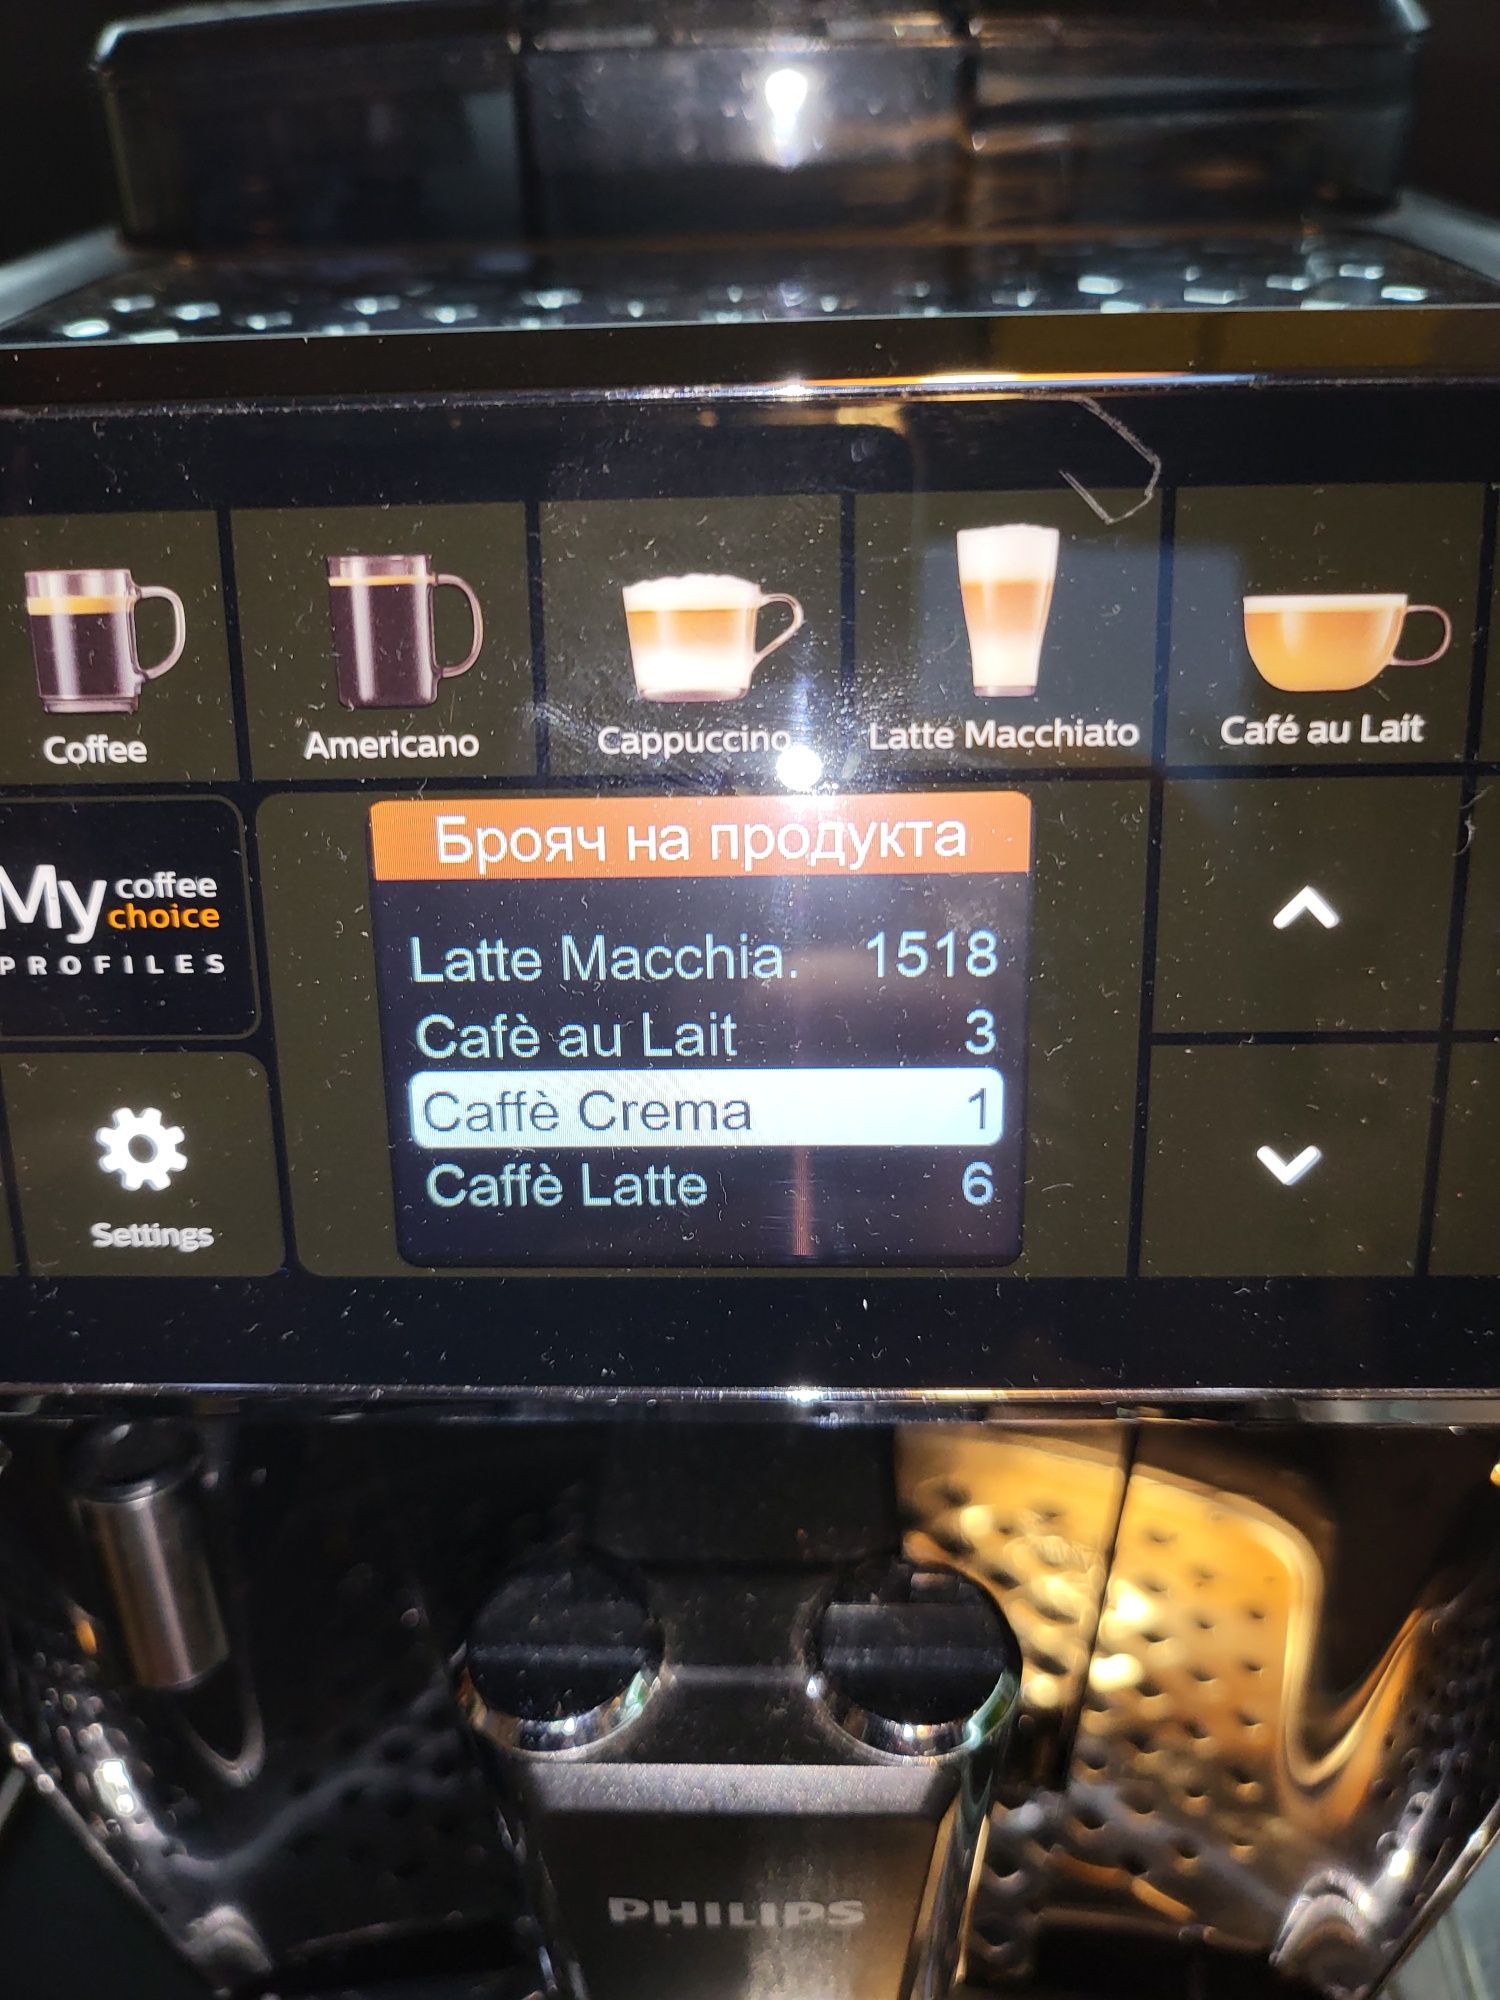 Coffee
Americano
Cappuccino
Latte Macchiato
Café au Lait
My coffee choice
PROFILES
Settings
Брояч на продукта
Latte Macchia. 1518
Cafè au Lait 3
Caffè Crema 1
Caffè Latte 6
PHILIPS